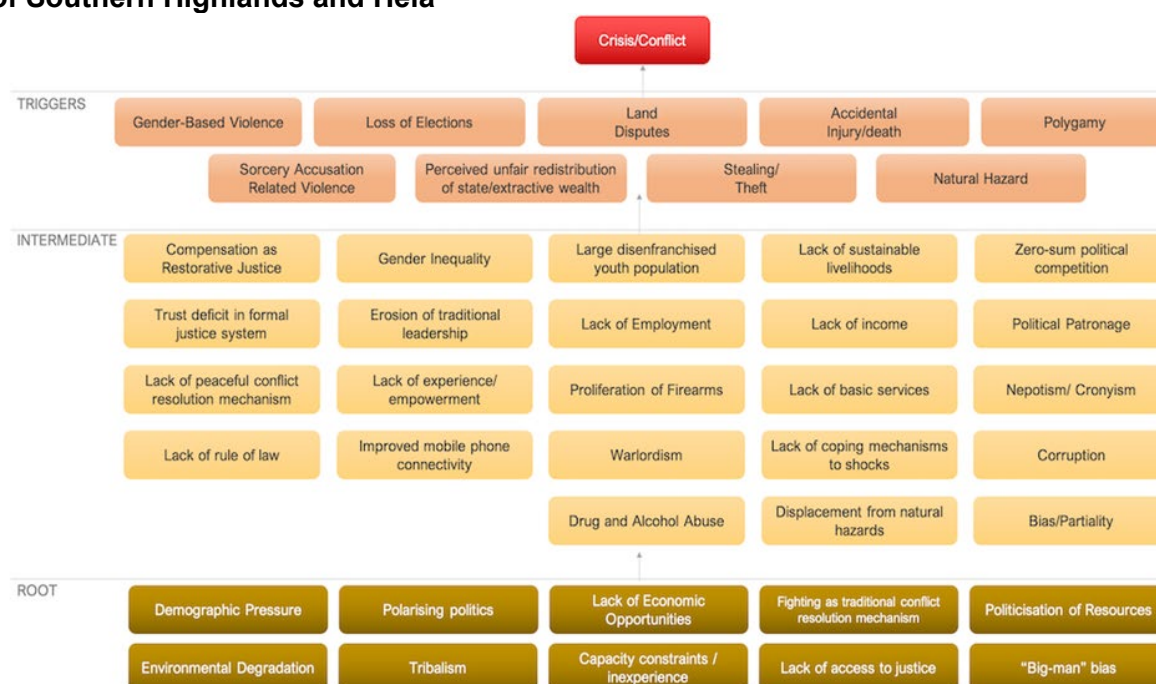 of Southern Highlands and Hela
Crisis/Conflict
TRIGGERS
Gender-Based Violence
Loss of Elections
Land
Disputes
Accidental
Injury/death
Polygamy
Sorcery Accusation
Related Violence
Perceived unfair redistribution
of state/extractive wealth
Stealing/
Theft
Natural Hazard
INTERMEDIATE
Compensation as
Restorative Justice
Gender Inequality
Large disenfranchised
youth population
Lack of sustainable
livelihoods
Zero-sum political
competition
Trust deficit in formal
justice system
Erosion of traditional
leadership
Lack of Employment
Lack of income
Political Patronage
Lack of peaceful conflict
resolution mechanism
Lack of experience/
empowerment
Proliferation of Firearms
Lack of basic services
Nepotism/ Cronyism
Lack of rule of law
Improved mobile phone
connectivity
Warlordism
Lack of coping mechanisms
to shocks
Corruption
Drug and Alcohol Abuse
Displacement from natural
hazards
Bias/Partiality
ROOT
Demographic Pressure
Polarising politics
Lack of Economic
Opportunities
Fighting as traditional conflict
resolution mechanism
Politicisation of Resources
Environmental Degradation
Tribalism
Capacity constraints /
inexperience
Lack of access to justice
"Big-man" bias